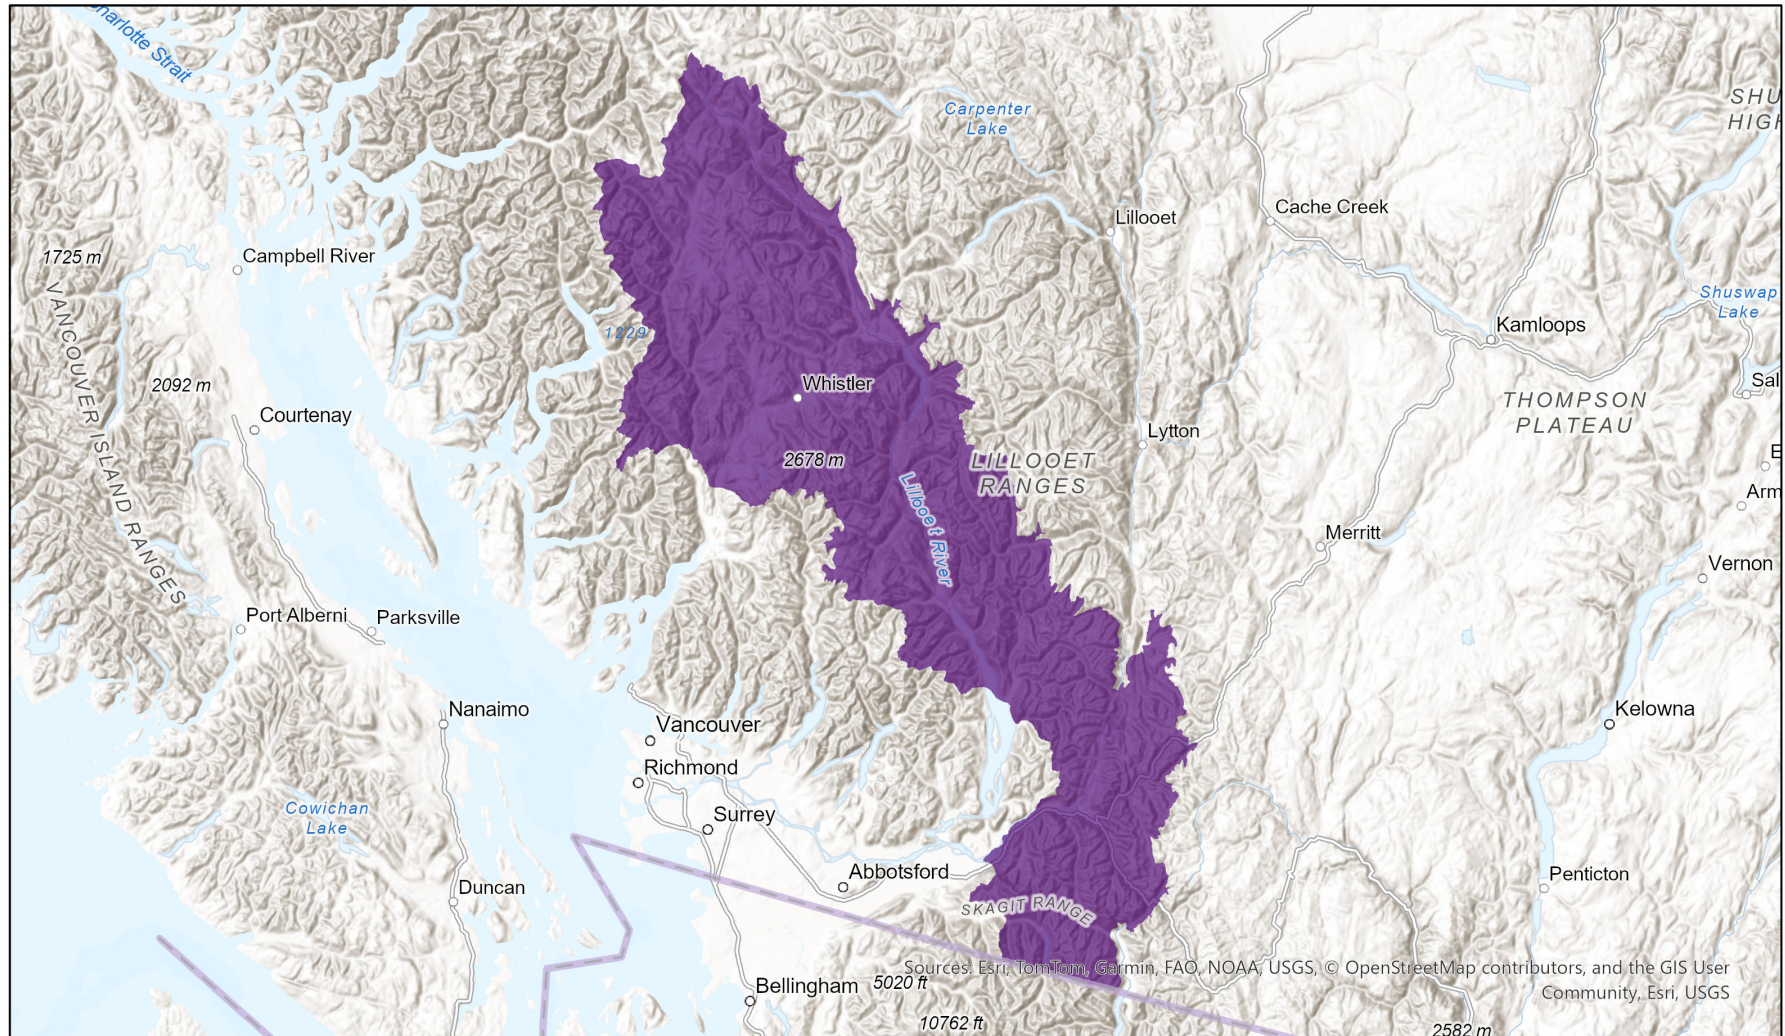 Charlotte Strait
Carpenter
Lake
SHU
HIGH
Lillooet
Cache Creek
Campbell River
1725 m
VANCOUVER ISLAND RANGES
Shuswap
Lake
1229
Kamloops
2092 m
Whistler
Sal
THOMPSON
PLATEAU
Courtenay
Lytton
2678 m
LILLOOET
RANGES
E
Arm
Lillooet River
Merritt
Vernon
Port Alberni
Parksville
Nanaimo
Vancouver
Kelowna
Richmond
Cowichan
Lake
Surrey
Abbotsford
Penticton
Duncan
SKAGIT RANGE
Sources: Esri, TomTom, Garmin, FAO, NOAA, USGS, © OpenStreetMap contributors, and the GIS User
Community, Esri, USGS
Bellingham
5020 ft
10762 ft
2582 m